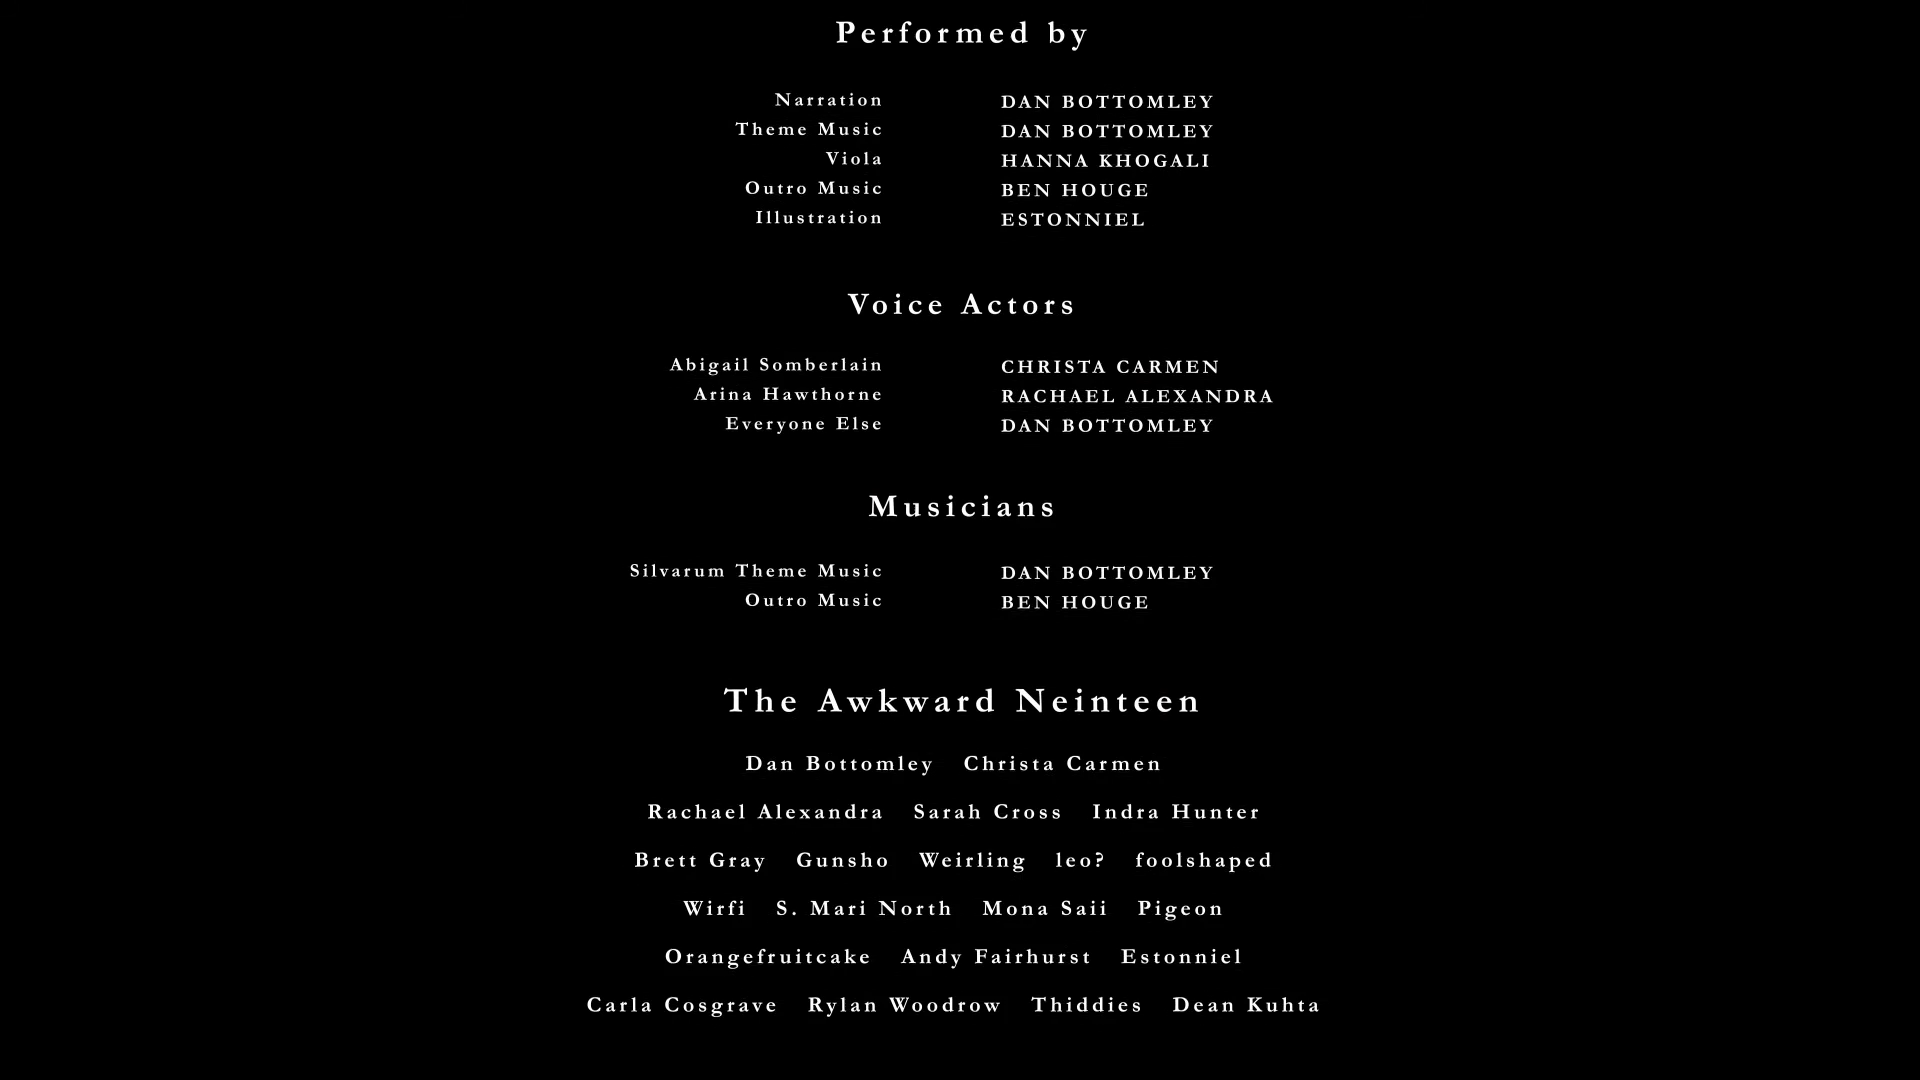 Performed by
Narration DAN BOTTOMLEY
Theme Music DAN BOTTOMLEY
Viola HANNA KHOGALI
Outro Music BEN HOUGE
Illustration ESTONNIEL
Voice Actors
Abigail Somberlain CHRISTA CARMEN
Arina Hawthorne RACHAEL ALEXANDRA
Everyone Else DAN BOTTOMLEY
Musicians
Silvarum Theme Music DAN BOTTOMLEY
Outro Music BEN HOUGE
The Awkward Neinteen
Dan Bottomley Christa Carmen
Rachael Alexandra Sarah Cross Indra Hunter
Brett Gray Gunsho Weirling leo? foolshaped
Wirfi S. Mari North Mona Saii Pigeon
Orangefruitcake Andy Fairhurst Estonniel
Carla Cosgrave Rylan Woodrow Thiddies Dean Kuhta